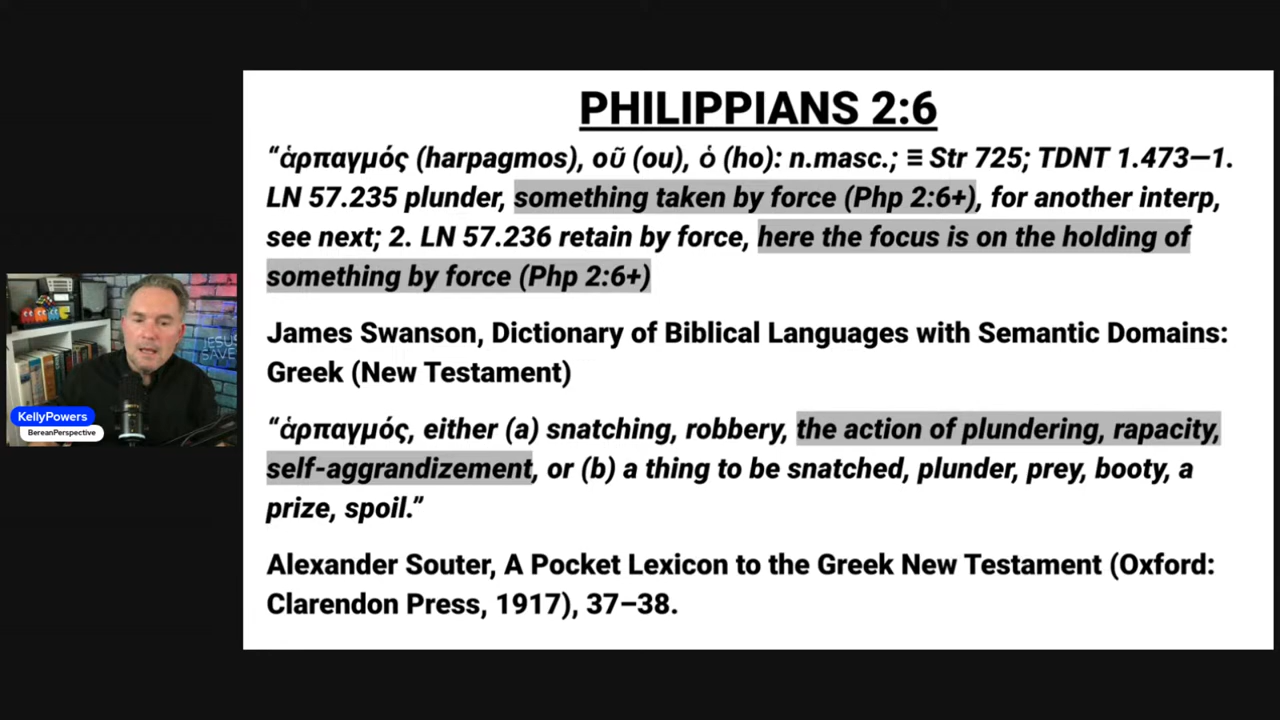 PHILIPPIANS 2:6
“ἁρπαγμός (harpagmos), οῦ (ou), ὁ (ho): n.masc.; ≡ Str 725; TDNT 1.473—1.
LN 57.235 plunder, something taken by force (Php 2:6+), for another interp,
see next; 2. LN 57.236 retain by force, here the focus is on the holding of
something by force (Php 2:6+)
James Swanson, Dictionary of Biblical Languages with Semantic Domains:
Greek (New Testament)
“ἁρπαγμός, either (a) snatching, robbery, the action of plundering, rapacity,
self-aggrandizement, or (b) a thing to be snatched, plunder, prey, booty, a
prize, spoil.”
Alexander Souter, A Pocket Lexicon to the Greek New Testament (Oxford:
Clarendon Press, 1917), 37–38.
JESUS
SAVE
KellyPowers
BereanPerspective